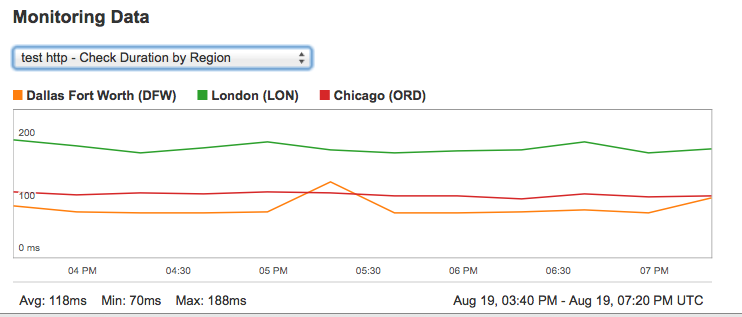 Monitoring Data
test http - Check Duration by Region
Dallas Fort Worth (DFW) London (LON) Chicago (ORD)
200
100
0 ms
04 PM 04:30 05 PM 05:30 06 PM 06:30 07 PM
Avg: 118ms Min: 70ms Max: 188ms Aug 19, 03:40 PM - Aug 19, 07:20 PM UTC